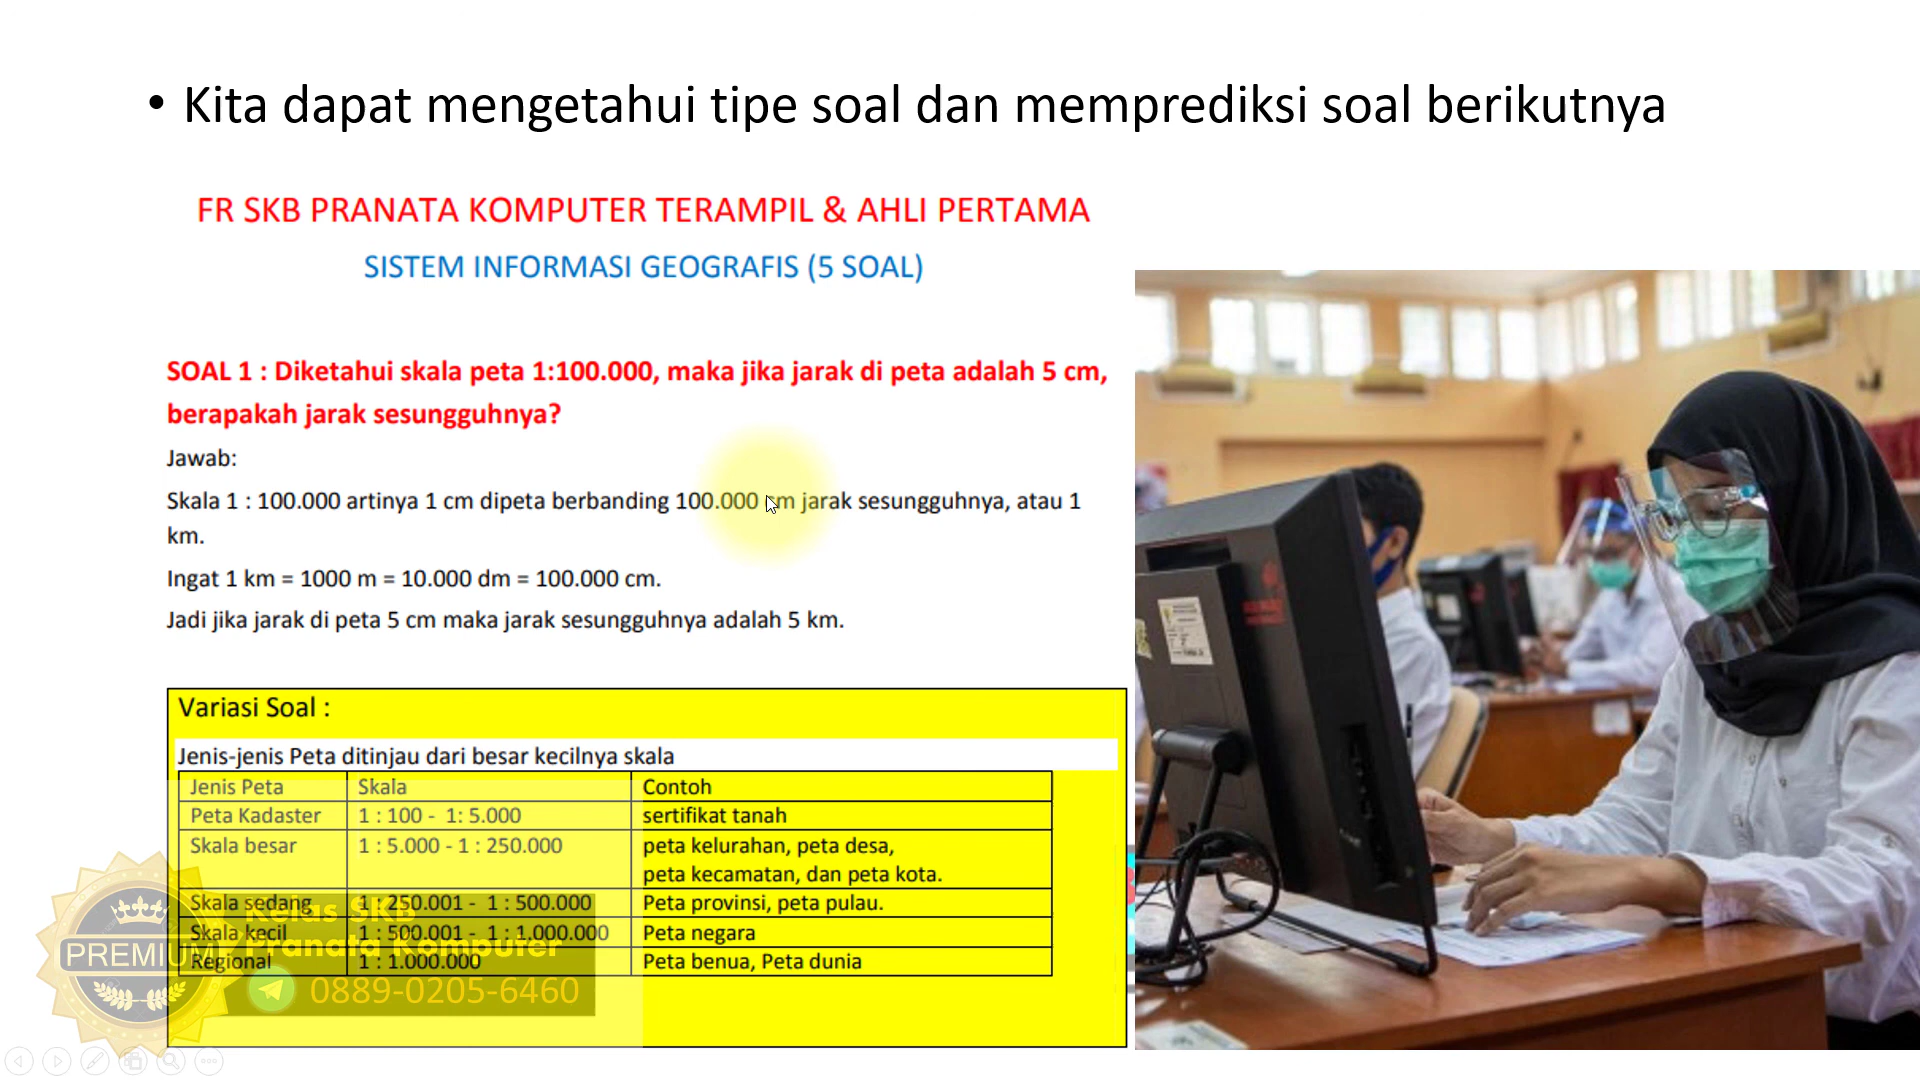 • Kita dapat mengetahui tipe soal dan memprediksi soal berikutnya
FR SKB PRANATA KOMPUTER TERAMPIL & AHLI PERTAMA
SISTEM INFORMASI GEOGRAFIS (5 SOAL)
SOAL 1 : Diketahui skala peta 1:100.000, maka jika jarak di peta adalah 5 cm,
berapakah jarak sesungguhnya?
Jawab:
Skala 1 : 100.000 artinya 1 cm dipeta berbanding 100.000 cm jarak sesungguhnya, atau 1
km.
Ingat 1 km = 1000 m = 10.000 dm = 100.000 cm.
Jadi jika jarak di peta 5 cm maka jarak sesungguhnya adalah 5 km.
Variasi Soal :
Jenis-jenis Peta ditinjau dari besar kecilnya skala
Jenis Peta Skala Contoh
Peta Kadaster 1 : 100 - 1: 5.000 sertifikat tanah
Skala besar 1 : 5.000 - 1 : 250.000 peta kelurahan, peta desa,
peta kecamatan, dan peta kota.
Skala sedang 1 : 250.001 - 1 : 500.000 Peta provinsi, peta pulau.
Skala kecil 1 : 500.001 - 1 : 1.000.000 Peta negara
Regional 1 : 1.000.000 Peta benua, Peta dunia
PREMIUM
Kelas SKB
Pranata Komputer
0889-0205-6460